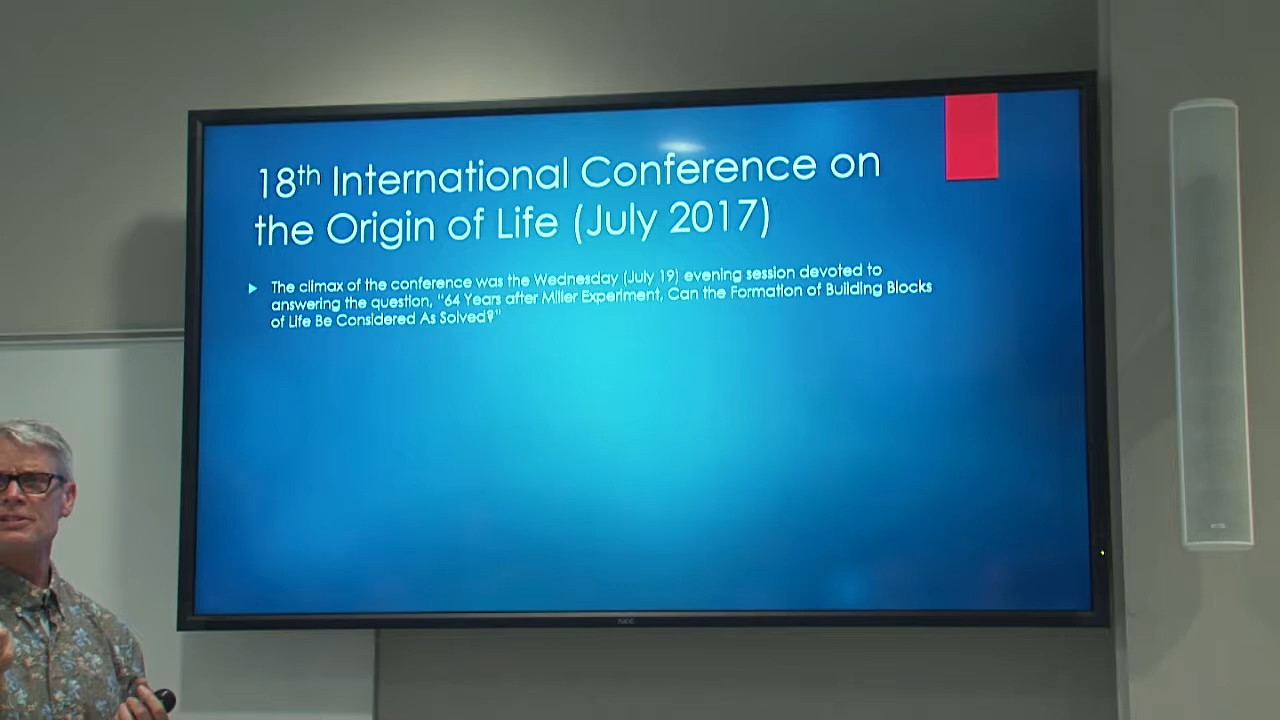 18th International Conference on
the Origin of Life (July 2017)
The climax of the conference was the Wednesday (July 19) evening session devoted to
answering the question, "64 Years after Miller Experiment, Can the Formation of Building Blocks
of Life Be Considered As Solved?"
NEC